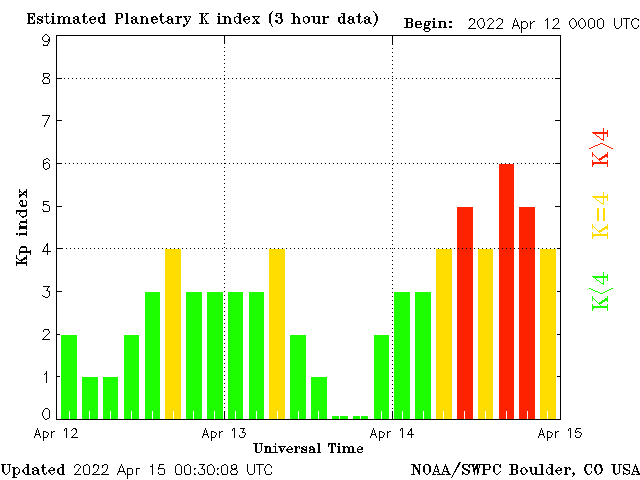 Estimated Planetary K index (3 hour data)
Begin: 2022 Apr 12 0000 UTC
9
8
7
6
5
4
3
2
1
0
Kp index
K>4
K=4
K<4
Apr 12
Apr 13
Apr 14
Apr 15
Universal Time
Updated 2022 Apr 15 00:30:08 UTC
NOAA/SWPC Boulder, CO USA